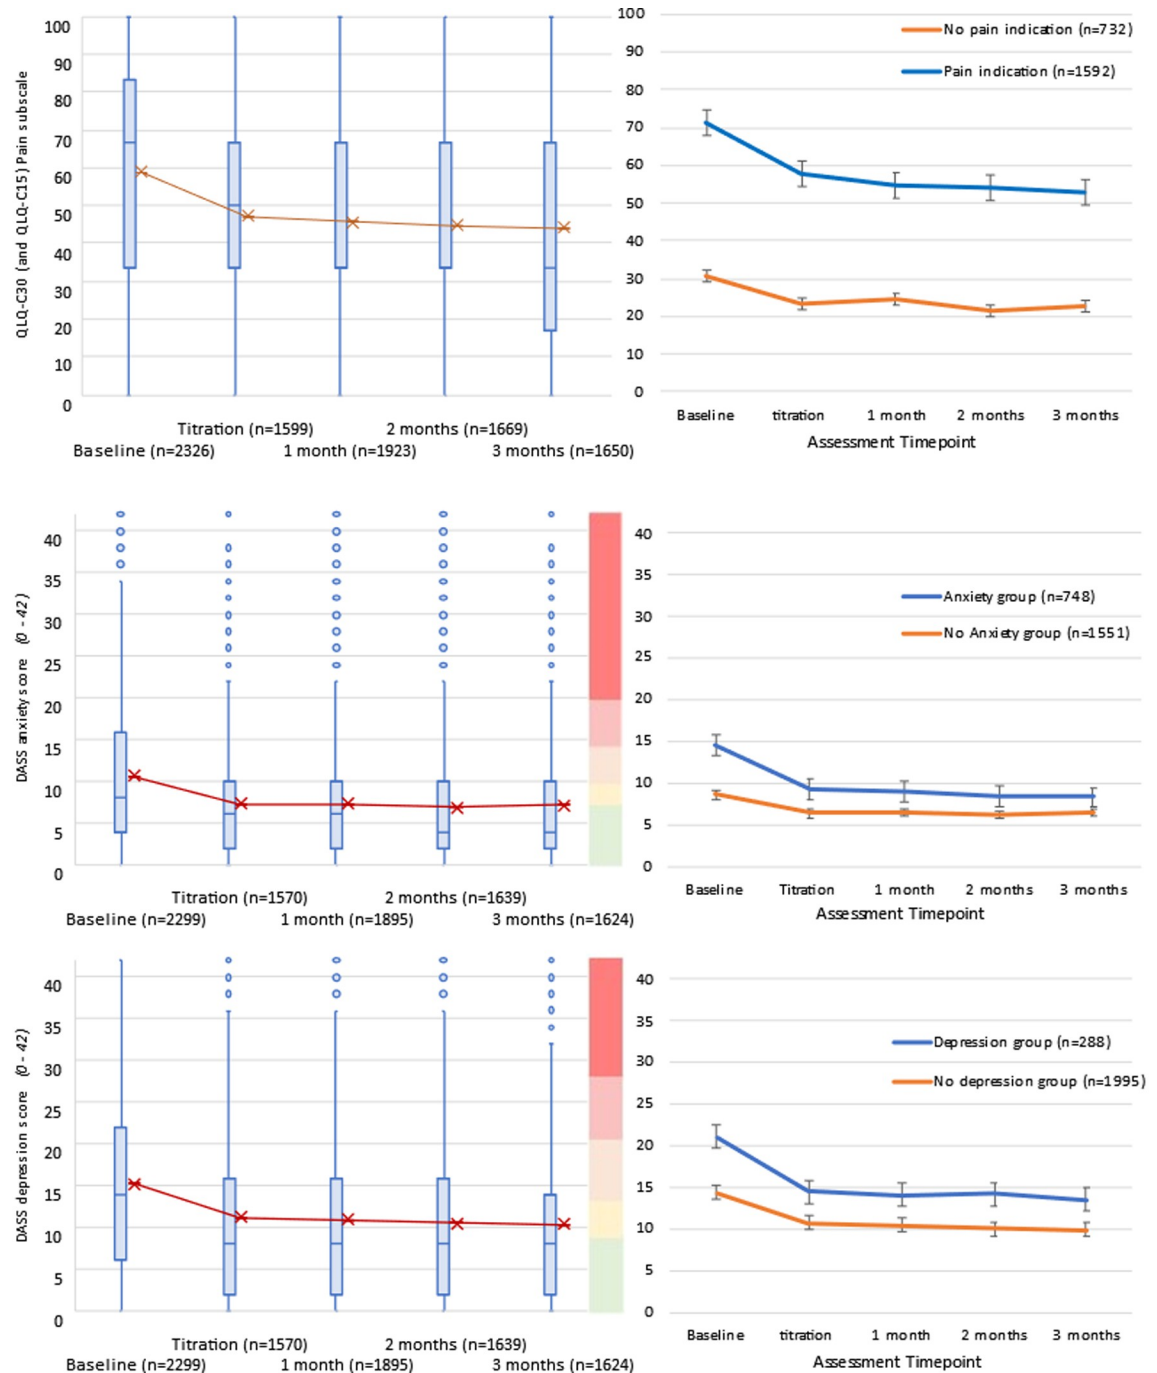 QLQ-C30 (and QLQ-C15) Pain subscale
100
90
80
70
60
50
40
30
20
10
0
Titration (n=1599)
2 months (n=1669)
Baseline (n=2326)
1 month (n=1923)
3 months (n=1650)
100
90
80
70
60
50
40
30
20
10
0
No pain indication (n=732)
Pain indication (n=1592)
Baseline
titration
1 month
2 months
3 months
Assessment Timepoint
DASS anxiety score (0 - 42)
40
35
30
25
20
15
10
5
0
Titration (n=1570)
2 months (n=1639)
Baseline (n=2299)
1 month (n=1895)
3 months (n=1624)
40
35
30
25
20
15
10
5
0
Anxiety group (n=748)
No Anxiety group (n=1551)
Baseline
Titration
1 month
2 months
3 months
Assessment Timepoint
DASS depression score (0 - 42)
40
35
30
25
20
15
10
5
0
Titration (n=1570)
2 months (n=1639)
Baseline (n=2299)
1 month (n=1895)
3 months (n=1624)
40
35
30
25
20
15
10
5
0
Depression group (n=288)
No depression group (n=1995)
Baseline
titration
1 month
2 months
3 months
Assessment Timepoint